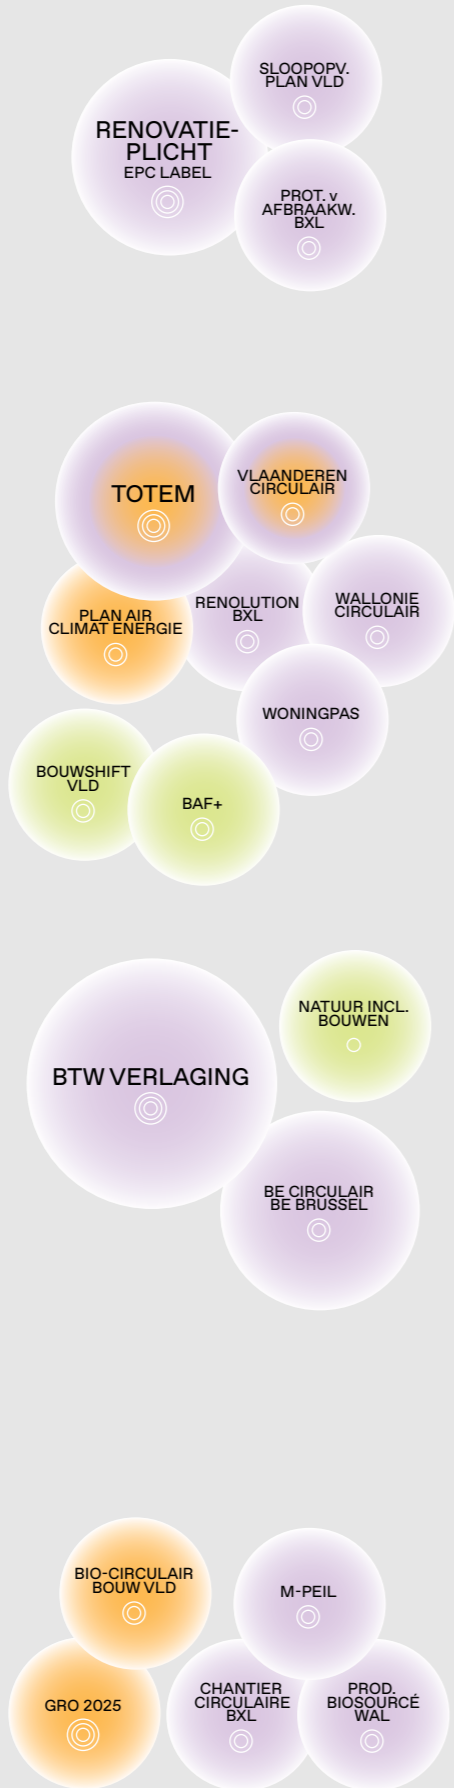 SLOOPOPV.
PLAN VLD
RENOVATIE-
PLICHT
EPC LABEL
PROT. v
AFBRAAKW.
BXL
TOTEM
VLAANDEREN
CIRCULAIR
PLAN AIR
CLIMAT ENERGIE
RENOLUTION
BXL
WALLONIE
CIRCULAIR
WONINGPAS
BOUWSHIFT
VLD
BAF+
NATUUR INCL.
BOUWEN
BTW VERLAGING
BE CIRCULAIR
BE BRUSSEL
BIO-CIRCULAIR
BOUW VLD
M-PEIL
GRO 2025
CHANTIER
CIRCULAIRE
BXL
PROD.
BIOSOURCÉ
WAL